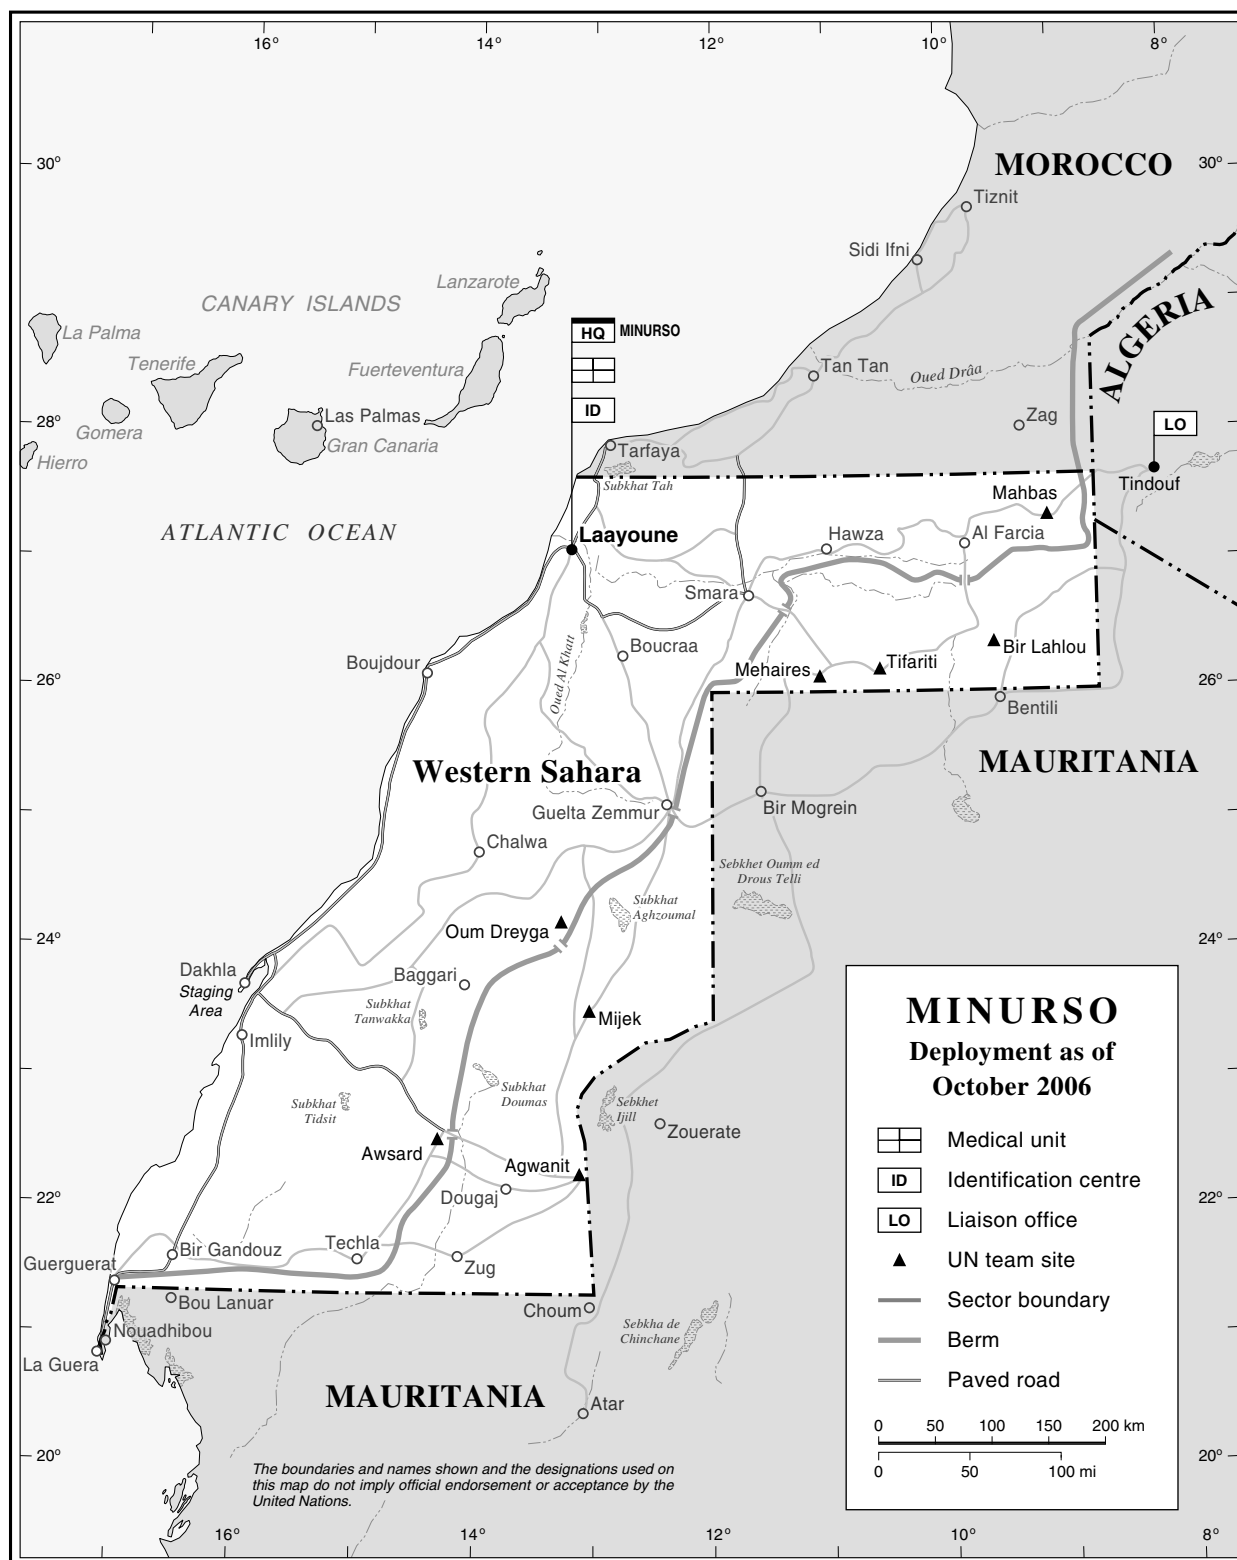 16° 14° 12° 10° 8°
30° 30°
MOROCCO
Tiznit
Sidi Ifni
Lanzarote
CANARY ISLANDS
ALGERIA
La Palma
HQ MINURSO
Tenerife
Fuerteventura
Tan Tan
Oued Drâa
ID
Las Palmas
Zag
LO
28°
Gomera
Gran Canaria
Hierro
Tarfaya
Tindouf
Subkhat Tah
Mahbas
ATLANTIC OCEAN
Laayoune
Hawza
Al Farcia
Smara
Oued Al Khatt
Boucraa
Bir Lahlou
Boujdour
Mehaires
Tifariti
26° 26°
Bentili
Western Sahara
MAURITANIA
Guelta Zemmur
Bir Mogrein
Chalwa
Sebkhet Oumm ed
Drous Telli
Subkhat
Aghzoumal
Oum Dreyga
24° 24°
Dakhla
Staging
Area
Baggari
Subkhat
Tanwakka
Mijek
Imlily
Subkhat
Doumas
Subkhat
Tidsit
Sebkhet
Ijill
Zouerate
Awsard
Agwanit
Dougaj
22° 22°
Techla
Bir Gandouz
Guerguerat
Zug
Bou Lanuar
Choum
Nouadhibou
Sebkha de
Chinchane
La Guera
MAURITANIA
Atar
20° 20°
The boundaries and names shown and the designations used on
this map do not imply official endorsement or acceptance by the
United Nations.
MINURSO
Deployment as of
October 2006
Medical unit
ID Identification centre
LO Liaison office
UN team site
Sector boundary
Berm
Paved road
0 50 100 150 200 km
0 50 100 mi
16° 14° 12° 10° 8°